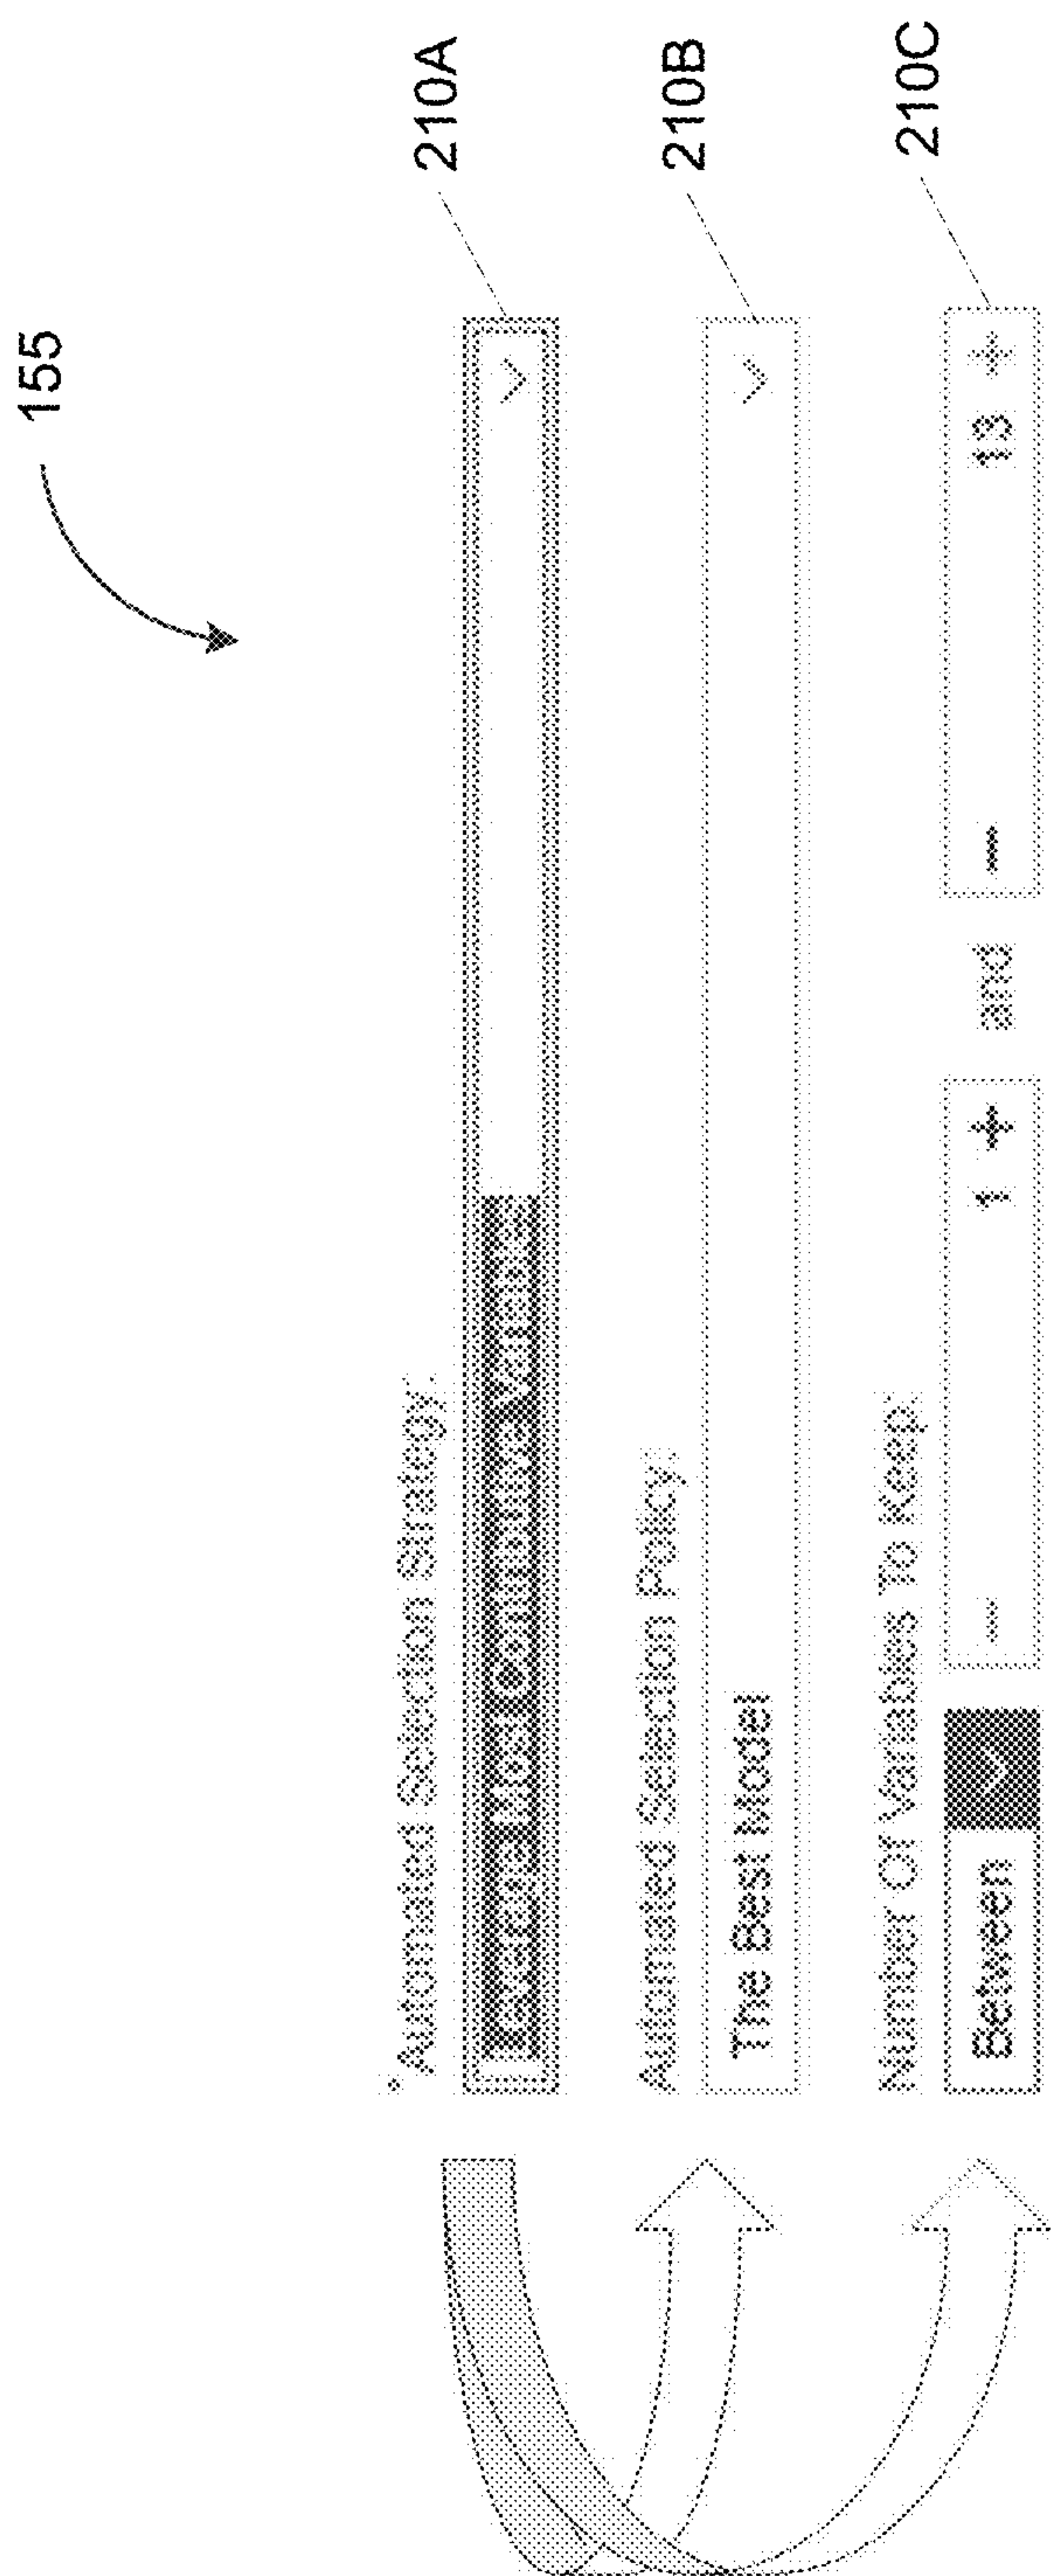 155
*Automated Selection Strategy:
210A
Automated Selection Policy:
The Best Model
210B
Number Of Variables To Keep:
Between
− 1 +
and
− 13 +
210C